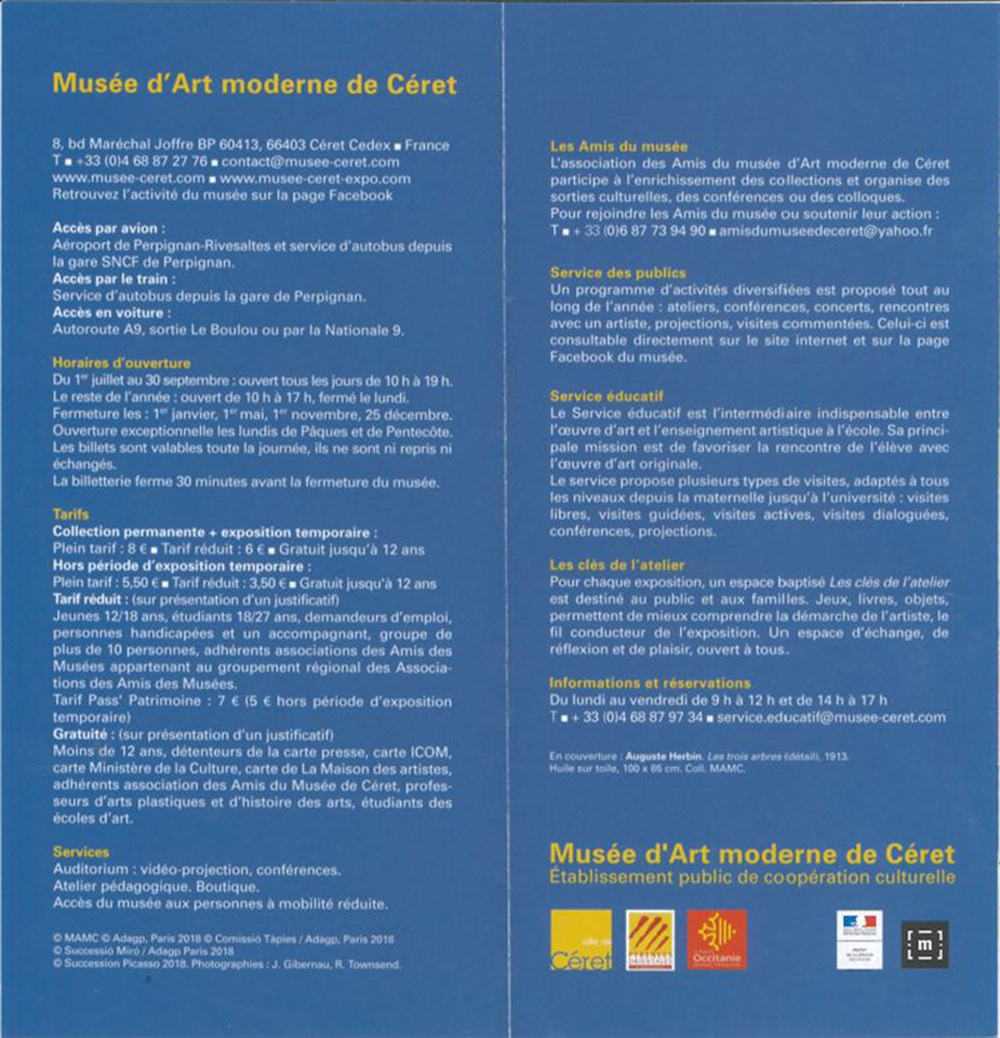 Musée d'Art moderne de Céret
8, bd Maréchal Joffre BP 60413, 66403 Céret Cedex ■ France
T ■ +33 (0)4 68 87 27 76 ■ contact@musee-ceret.com
www.musee-ceret.com ■ www.musee-ceret-expo.com
Retrouvez l'activité du musée sur la page Facebook
Accès par avion :
Aéroport de Perpignan-Rivesaltes et service d'autobus depuis
la gare SNCF de Perpignan.
Accès par le train :
Service d'autobus depuis la gare de Perpignan.
Accès en voiture :
Autoroute A9, sortie Le Boulou ou par la Nationale 9.
Horaires d'ouverture
Du 1er juillet au 30 septembre : ouvert tous les jours de 10 h à 19 h.
Le reste de l'année : ouvert de 10 h à 17 h, fermé le lundi.
Fermeture les : 1er janvier, 1er mai, 1er novembre, 25 décembre.
Ouverture exceptionnelle les lundis de Pâques et de Pentecôte.
Les billets sont valables toute la journée, ils ne sont ni repris ni
échangés.
La billetterie ferme 30 minutes avant la fermeture du musée.
Tarifs
Collection permanente + exposition temporaire :
Plein tarif : 8 € ■ Tarif réduit : 6 € ■ Gratuit jusqu'à 12 ans
Hors période d'exposition temporaire :
Plein tarif : 5,50 € ■ Tarif réduit : 3,50 € ■ Gratuit jusqu'à 12 ans
Tarif réduit : (sur présentation d'un justificatif)
Jeunes 12/18 ans, étudiants 18/27 ans, demandeurs d'emploi,
personnes handicapées et un accompagnant, groupe de
plus de 10 personnes, adhérents associations des Amis des
Musées appartenant au groupement régional des Associa-
tions des Amis des Musées.
Tarif Pass' Patrimoine : 7 € (5 € hors période d'exposition
temporaire)
Gratuité : (sur présentation d'un justificatif)
Moins de 12 ans, détenteurs de la carte presse, carte ICOM,
carte Ministère de la Culture, carte de La Maison des artistes,
adhérents association des Amis du Musée de Céret, profes-
seurs d'arts plastiques et d'histoire des arts, étudiants des
écoles d'art.
Services
Auditorium : vidéo-projection, conférences.
Atelier pédagogique. Boutique.
Accès du musée aux personnes à mobilité réduite.
© MAMC © Adagp, Paris 2018 © Comissió Tàpies / Adagp, Paris 2018
© Successió Miró / Adagp Paris 2018
© Succession Picasso 2018. Photographies : J. Gibernau, R. Townsend.
Les Amis du musée
L'association des Amis du musée d'Art moderne de Céret
participe à l'enrichissement des collections et organise des
sorties culturelles, des conférences ou des colloques.
Pour rejoindre les Amis du musée ou soutenir leur action :
T ■ + 33 (0)6 87 73 94 90 ■ amisdumuseedeceret@yahoo.fr
Service des publics
Un programme d'activités diversifiées est proposé tout au
long de l'année : ateliers, conférences, concerts, rencontres
avec un artiste, projections, visites commentées. Celui-ci est
consultable directement sur le site internet et sur la page
Facebook du musée.
Service éducatif
Le Service éducatif est l'intermédiaire indispensable entre
l'œuvre d'art et l'enseignement artistique à l'école. Sa princi-
pale mission est de favoriser la rencontre de l'élève avec
l'œuvre d'art originale.
Le service propose plusieurs types de visites, adaptés à tous
les niveaux depuis la maternelle jusqu'à l'université : visites
libres, visites guidées, visites actives, visites dialoguées,
conférences, projections.
Les clés de l'atelier
Pour chaque exposition, un espace baptisé Les clés de l'atelier
est destiné au public et aux familles. Jeux, livres, objets,
permettent de mieux comprendre la démarche de l'artiste, le
fil conducteur de l'exposition. Un espace d'échange, de
réflexion et de plaisir, ouvert à tous.
Informations et réservations
Du lundi au vendredi de 9 h à 12 h et de 14 h à 17 h
T ■ + 33 (0)4 68 87 97 34 ■ service.educatif@musee-ceret.com
En couverture : Auguste Herbin. Les trois arbres (détail), 1913.
Huile sur toile, 100 x 85 cm. Coll. MAMC.
Musée d'Art moderne de Céret
Établissement public de coopération culturelle
ville de
Céret
Occitanie
[m]